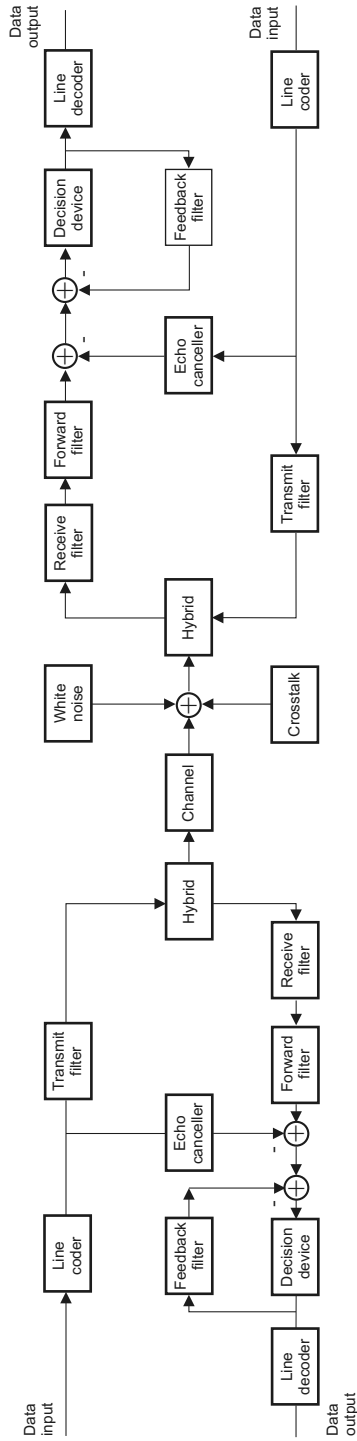 Data
input
Line
coder
Transmit
filter
Echo
canceller
Feedback
filter
Data
output
Line
decoder
Decision
device
-
-
Forward
filter
Receive
filter
Hybrid
Channel
White
noise
Crosstalk
Hybrid
Receive
filter
Forward
filter
-
-
Decision
device
Line
decoder
Data
output
Feedback
filter
Echo
canceller
Transmit
filter
Line
coder
Data
input